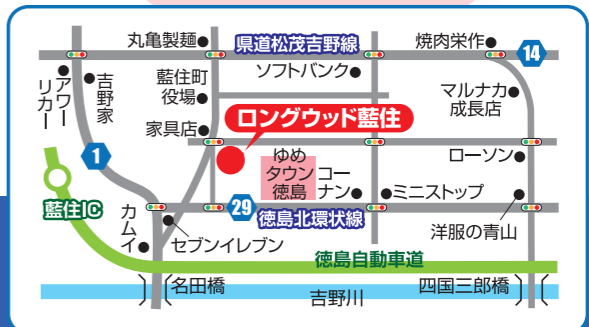 丸亀製麺
県道松茂吉野線
焼肉栄作
14
アワー
リカー
吉野家
藍住町
役場
ソフトバンク
マルナカ
成長店
家具店
ロングウッド藍住
1
ゆめ
タウン
徳島
コー
ナン
ローソン
藍住IC
カムイ
29
徳島北環状線
ミニストップ
セブンイレブン
洋服の青山
徳島自動車道
名田橋
吉野川
四国三郎橋